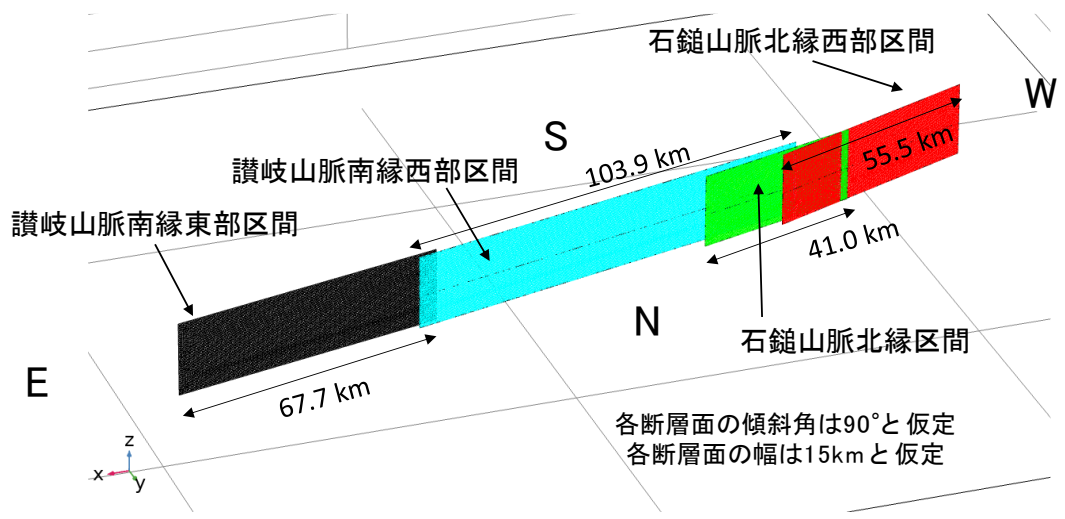 石鎚山脈北縁西部区間
W
S
103.9 km
55.5 km
讃岐山脈南縁西部区間
讃岐山脈南縁東部区間
41.0 km
N
石鎚山脈北縁区間
E
67.7 km
各断層面の傾斜角は90°と仮定
各断層面の幅は15kmと仮定
z
x
y